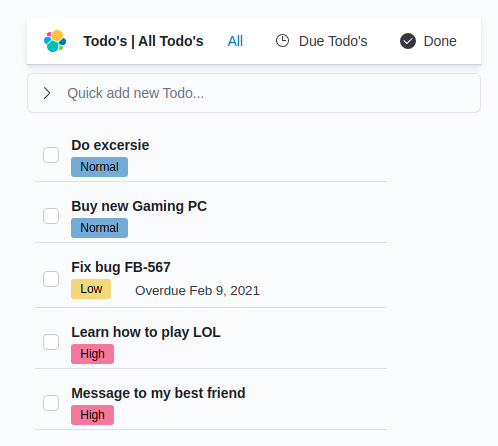 Todo's | All Todo's All Due Todo's Done
Quick add new Todo...
Do excersie
Normal
Buy new Gaming PC
Normal
Fix bug FB-567
Low Overdue Feb 9, 2021
Learn how to play LOL
High
Message to my best friend
High